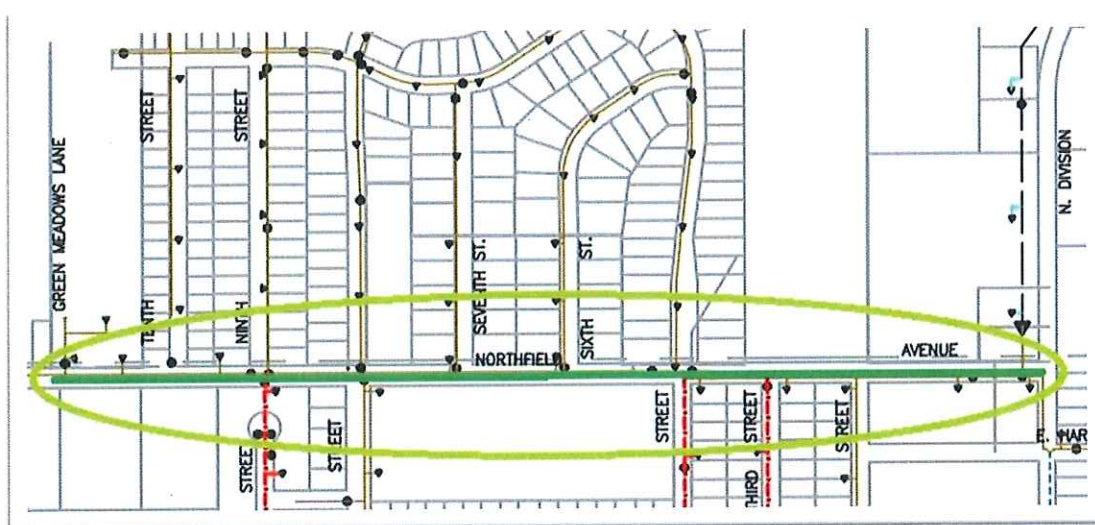 GREEN MEADOWS LANE
TENTH
STREET
NINTH
STREET
SEVENTH ST.
SIXTH
ST.
N. DIVISION
NORTHFIELD
AVENUE
STREET
STREET
STREET
THIRD
STREET
STREET
E. HAR